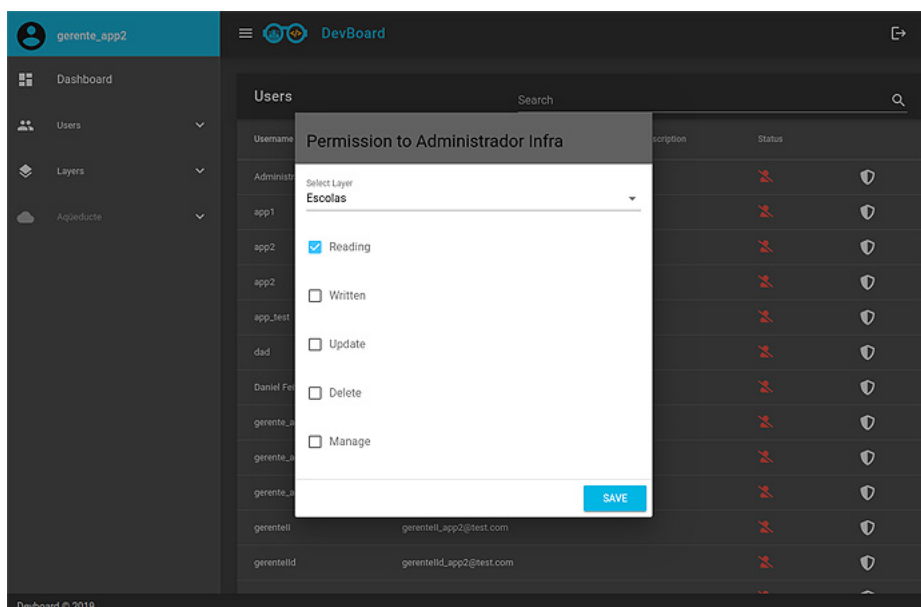 gerente_app2
DevBoard
Dashboard
Users
Layers
Aqüeducte
Users
Search
Username
scription
Status
Permission to Administrador Infra
Select Layer
Escolas
Reading
Written
Update
Delete
Manage
SAVE
Administr
app1
app2
app2
app_test
dad
Daniel Fei
gerente_a
gerente_a
gerente_a
gerentell gerentell_app2@test.com
gerentelld gerentelld_app2@test.com
Devboard © 2019